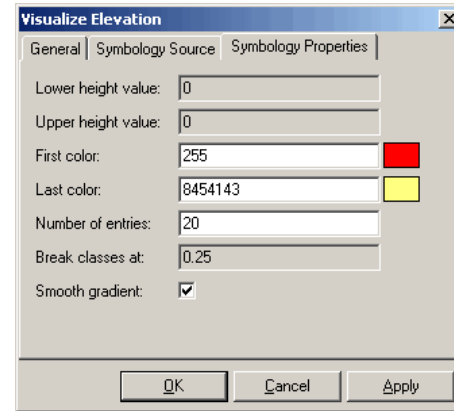 Visualize Elevation
General Symbology Source Symbology Properties
Lower height value: 0
Upper height value: 0
First color: 255
Last color: 8454143
Number of entries: 20
Break classes at: 0.25
Smooth gradient:
OK Cancel Apply